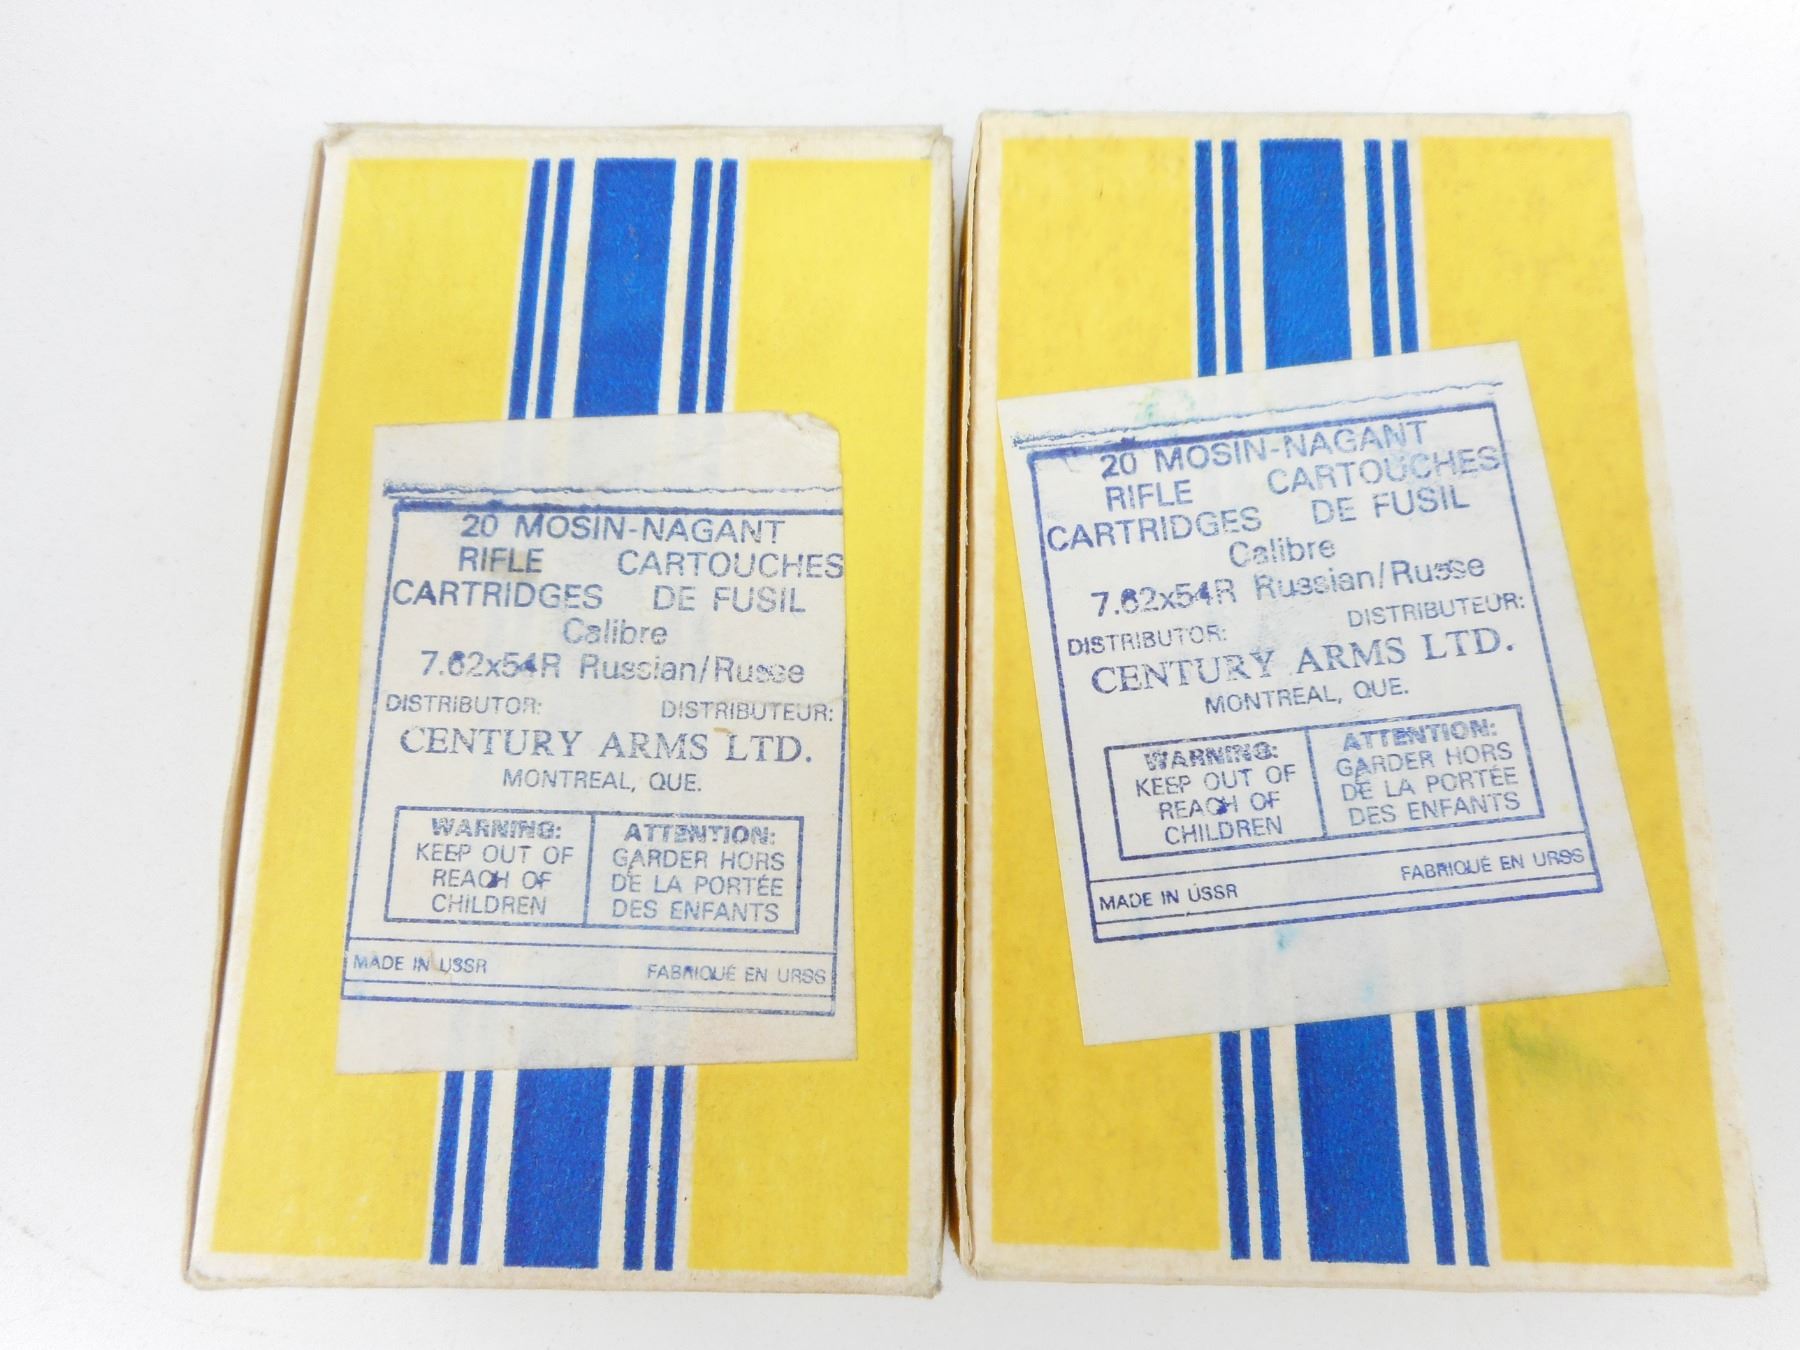 20 MOSIN-NAGANT
RIFLE CARTOUCHES
CARTRIDGES DE FUSIL
Calibre
7.62x54R Russian/Russe
DISTRIBUTOR: DISTRIBUTEUR:
CENTURY ARMS LTD.
MONTREAL, QUE.
WARNING:
KEEP OUT OF
REACH OF
CHILDREN
ATTENTION:
GARDER HORS
DE LA PORTÉE
DES ENFANTS
MADE IN USSR FABRIQUÉ EN URSS
20 MOSIN-NAGANT
RIFLE CARTOUCHES
CARTRIDGES DE FUSIL
Calibre
7.62x54R Russian/Russe
DISTRIBUTOR: DISTRIBUTEUR:
CENTURY ARMS LTD.
MONTREAL, QUE.
WARNING:
KEEP OUT OF
REACH OF
CHILDREN
ATTENTION:
GARDER HORS
DE LA PORTÉE
DES ENFANTS
MADE IN USSR FABRIQUÉ EN URSS